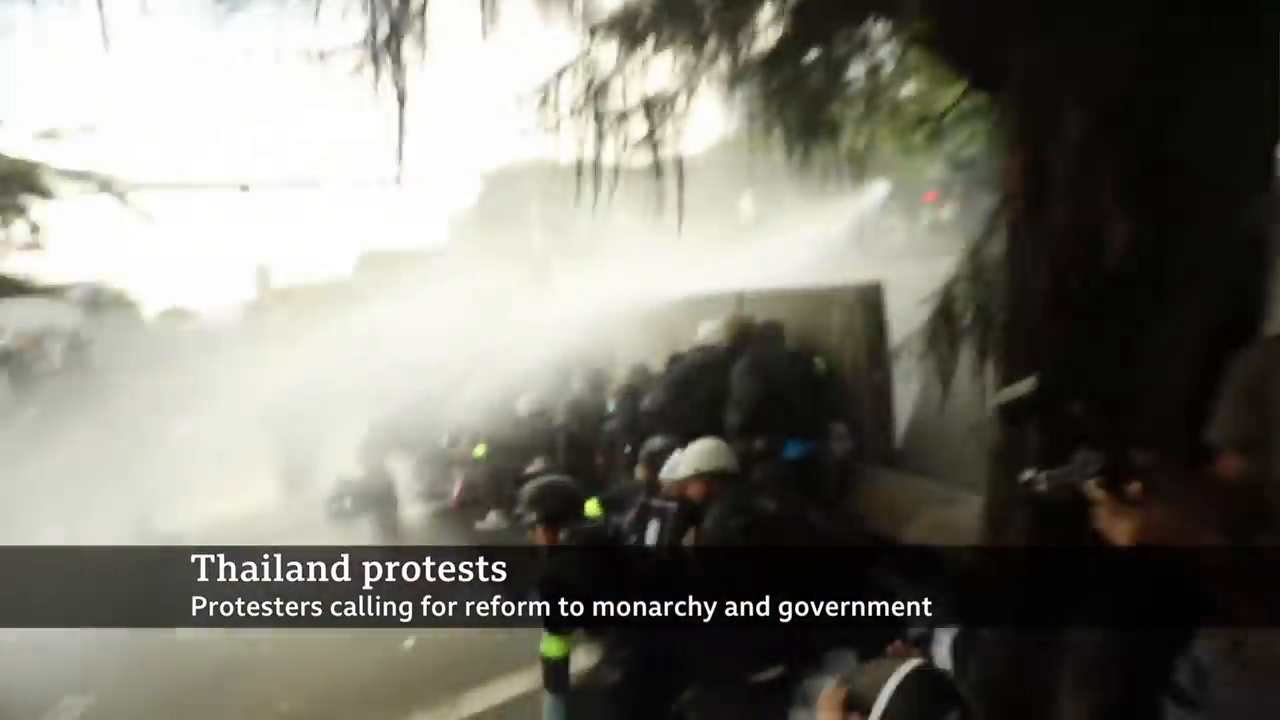 Thailand protests
Protesters calling for reform to monarchy and government